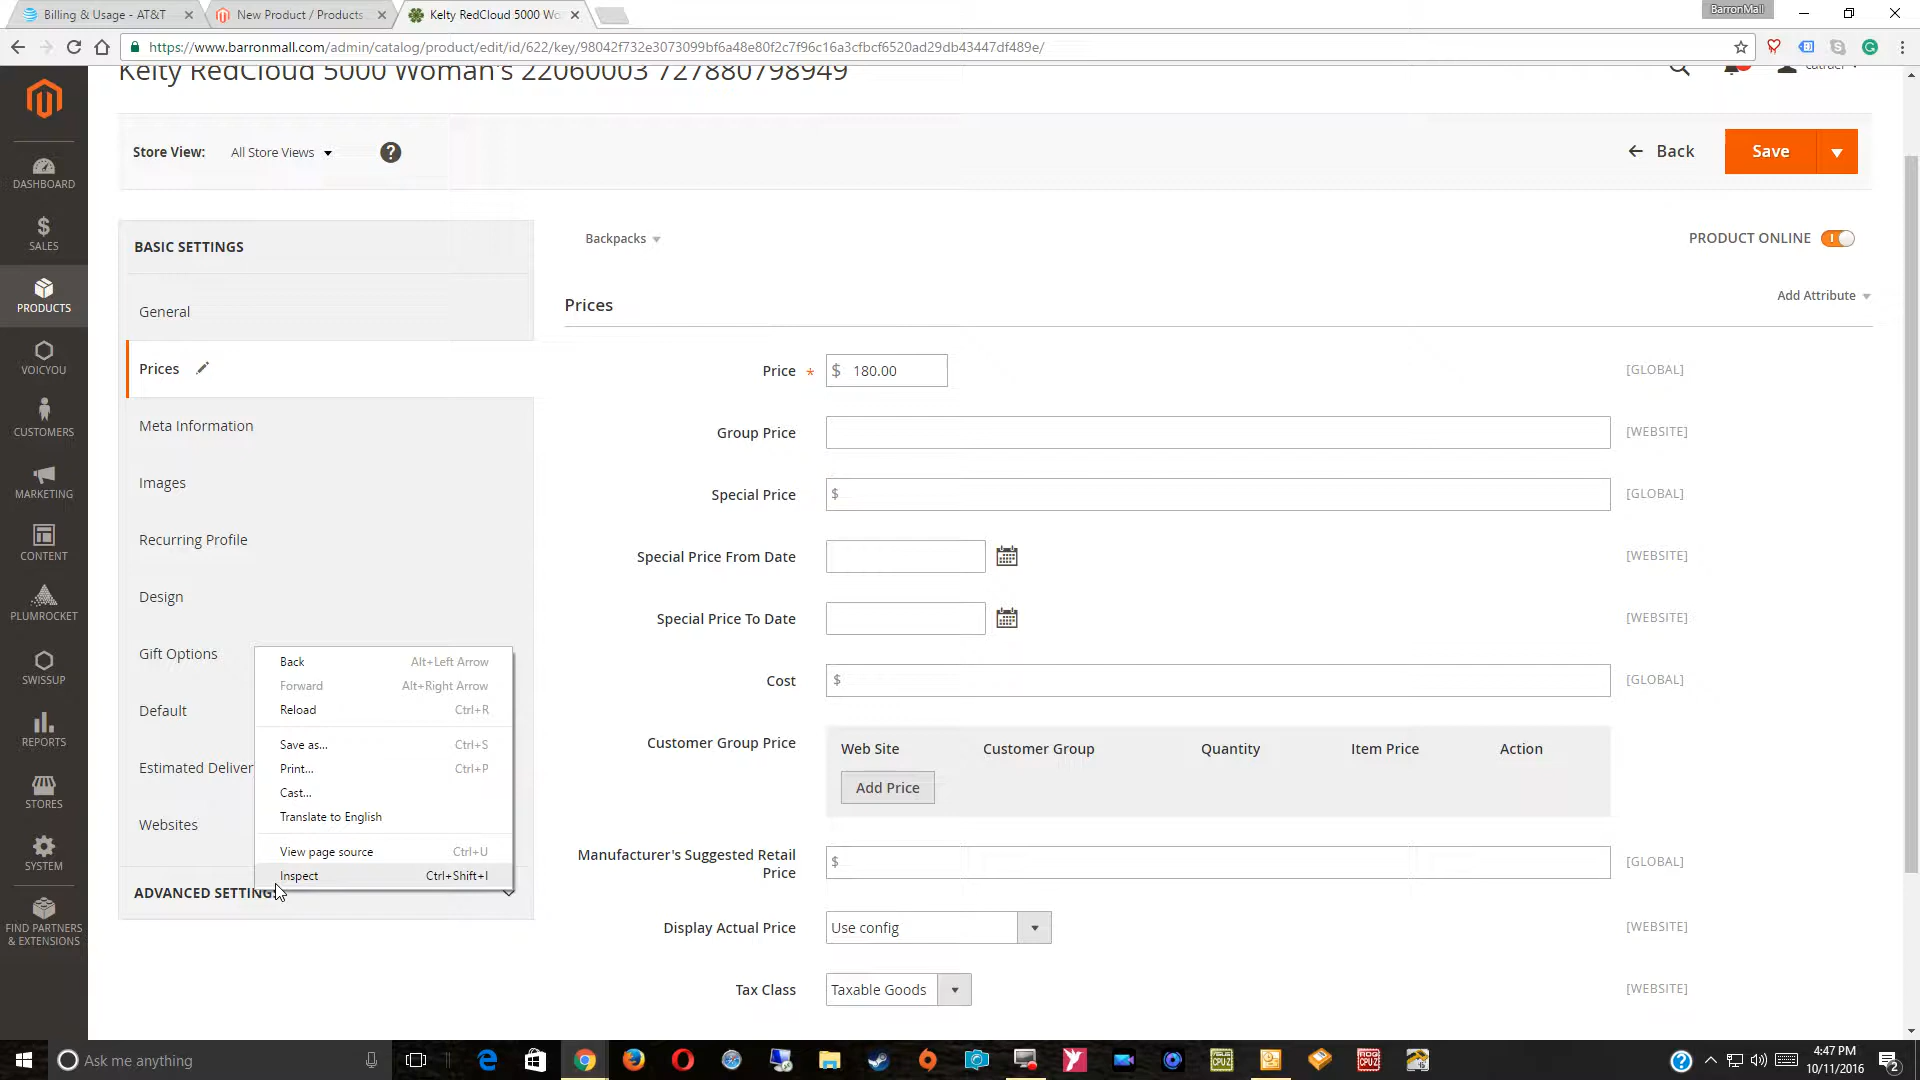 Billing & Usage - AT&T
New Product / Products
Kelty RedCloud 5000 Wo
BarronMall
https://www.barronmall.com/admin/catalog/product/edit/id/622/key/98042f732e3073099bf6a48e80f2c7f96c16a3cfbcf6520ad29db43447df489e/
Kelty RedCloud 5000 Woman's 22060003 727880798949
Store View: All Store Views ?
Back
Save
DASHBOARD
SALES
PRODUCTS
VOICYOU
CUSTOMERS
MARKETING
CONTENT
PLUMROCKET
SWISSUP
REPORTS
STORES
SYSTEM
FIND PARTNERS
& EXTENSIONS
BASIC SETTINGS
General
Prices
Meta Information
Images
Recurring Profile
Design
Gift Options
Default
Estimated Deliver
Websites
ADVANCED SETTING
Back Alt+Left Arrow
Forward Alt+Right Arrow
Reload Ctrl+R
Save as... Ctrl+S
Print... Ctrl+P
Cast...
Translate to English
View page source Ctrl+U
Inspect Ctrl+Shift+I
Backpacks
PRODUCT ONLINE
Prices
Add Attribute
Price * $ 180.00 [GLOBAL]
Group Price [WEBSITE]
Special Price $ [GLOBAL]
Special Price From Date [WEBSITE]
Special Price To Date [WEBSITE]
Cost $ [GLOBAL]
Customer Group Price Web Site Customer Group Quantity Item Price Action
Add Price
Manufacturer's Suggested Retail
Price $ [GLOBAL]
Display Actual Price Use config [WEBSITE]
Tax Class Taxable Goods [WEBSITE]
Ask me anything
4:47 PM
10/11/2016
2